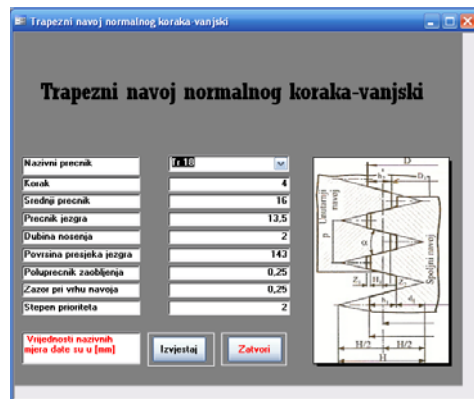 Trapezni navoj normalnog koraka-vanjski
Trapezni navoj normalnog koraka-vanjski
Nazivni precnik Tr 18
Korak 4
Srednji precnik 16
Precnik jezgra 13,5
Dubina nosenja 2
Povrsina presjeka jezgra 143
Poluprecnik zaobljenja 0,25
Zazor pri vrhu navoja 0,25
Stepen prioriteta 2
Vrijednosti nazivnih
mjera date su u [mm]
Izvjestaj
Zatvori
D
Unutarnji
navoj
P
α
Spoljni navoj
H/2 H/2
H